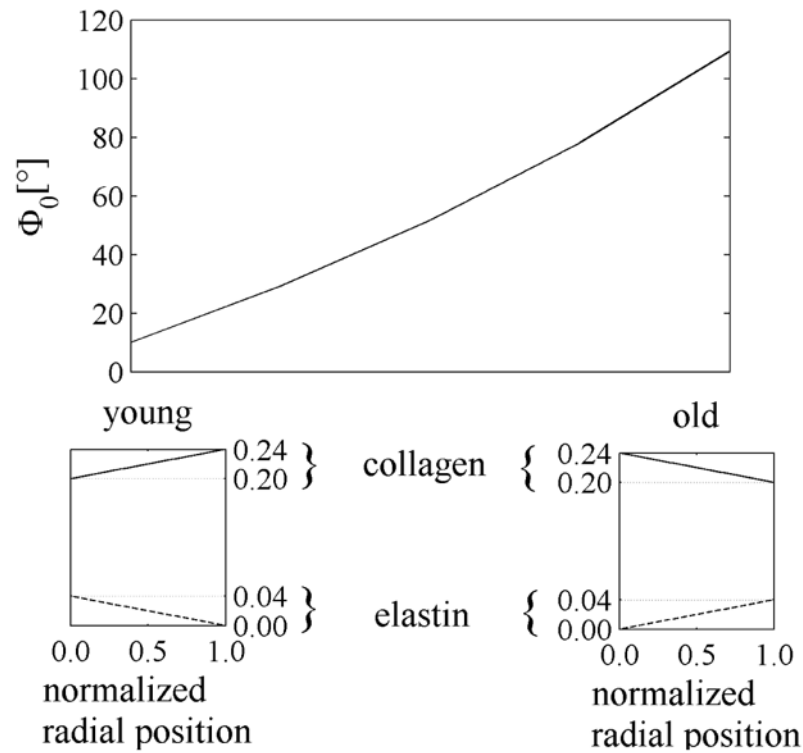 120
100
80
60
40
20
0
Φ₀[°]
young
old
0.24
0.20
} collagen {
0.24
0.20
0.04
0.00
} elastin {
0.04
0.00
0.0 0.5 1.0
0.0 0.5 1.0
normalized
radial position
normalized
radial position